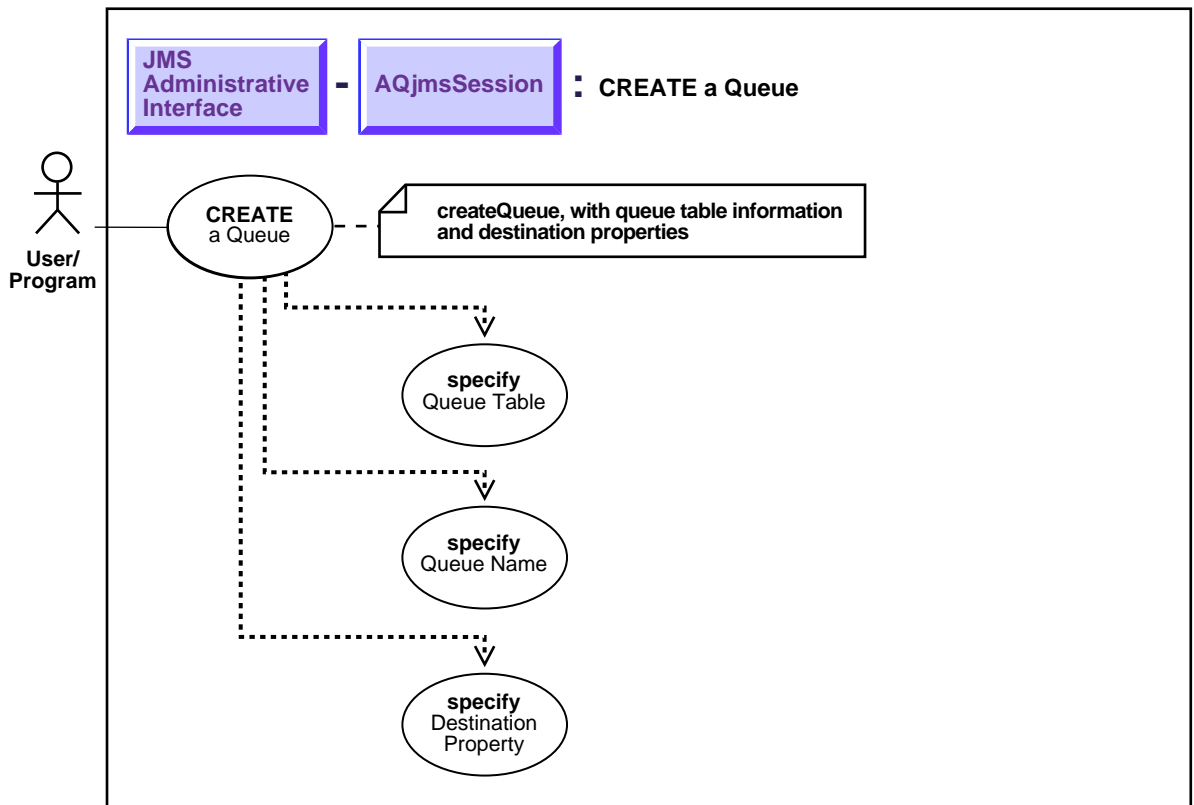 JMS
Administrative
Interface
-
AQjmsSession
: CREATE a Queue
User/
Program
CREATE
a Queue
createQueue, with queue table information
and destination properties
specify
Queue Table
specify
Queue Name
specify
Destination
Property